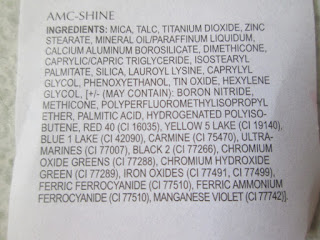 AMC-SHINE
INGREDIENTS: MICA, TALC, TITANIUM DIOXIDE, ZINC
STEARATE, MINERAL OIL/PARAFFINUM LIQUIDUM,
CALCIUM ALUMINUM BOROSILICATE, DIMETHICONE,
CAPRYLIC/CAPRIC TRIGLYCERIDE, ISOSTEARYL
PALMITATE, SILICA, LAUROYL LYSINE, CAPRYLYL
GLYCOL, PHENOXYETHANOL, TIN OXIDE, HEXYLENE
GLYCOL, [+/- (MAY CONTAIN): BORON NITRIDE,
METHICONE, POLYPERFLUOROMETHYLISOPROPYL
ETHER, PALMITIC ACID, HYDROGENATED POLYISO-
BUTENE, RED 40 (CI 16035), YELLOW 5 LAKE (CI 19140),
BLUE 1 LAKE (CI 42090), CARMINE (CI 75470), ULTRA-
MARINES (CI 77007), BLACK 2 (CI 77266), CHROMIUM
OXIDE GREENS (CI 77288), CHROMIUM HYDROXIDE
GREEN (CI 77289), IRON OXIDES (CI 77491, CI 77499),
FERRIC FERROCYANIDE (CI 77510), FERRIC AMMONIUM
FERROCYANIDE (CI 77510), MANGANESE VIOLET (CI 77742)].